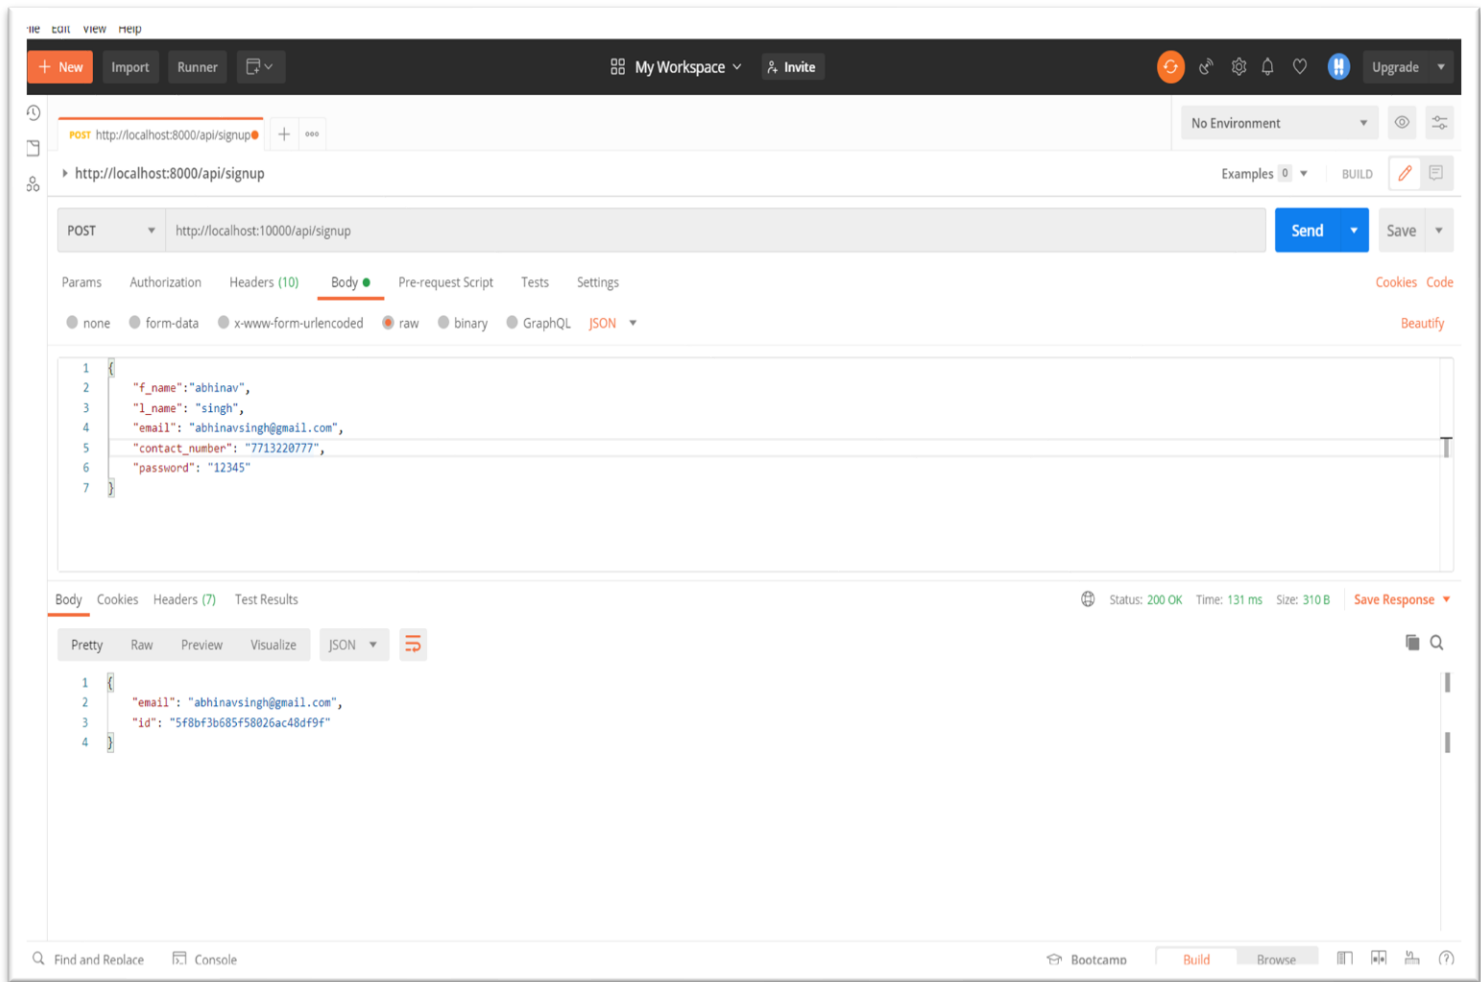 File Edit View Help
+ New Import Runner My Workspace Invite Upgrade
POST http://localhost:8000/api/signup + ooo No Environment
http://localhost:8000/api/signup Examples 0 BUILD
POST http://localhost:10000/api/signup Send Save
Params Authorization Headers (10) Body Pre-request Script Tests Settings Cookies Code
none form-data x-www-form-urlencoded raw binary GraphQL JSON Beautify
1 {
2 "f_name":"abhinav",
3 "l_name": "singh",
4 "email": "abhinavsingh@gmail.com",
5 "contact_number": "7713220777",
6 "password": "12345"
7 }
Body Cookies Headers (7) Test Results Status: 200 OK Time: 131 ms Size: 310 B Save Response
Pretty Raw Preview Visualize JSON
1 {
2 "email": "abhinavsingh@gmail.com",
3 "id": "5f8bf3b685f58026ac48df9f"
4 }
Find and Replace Console Bootcamp Build Browse